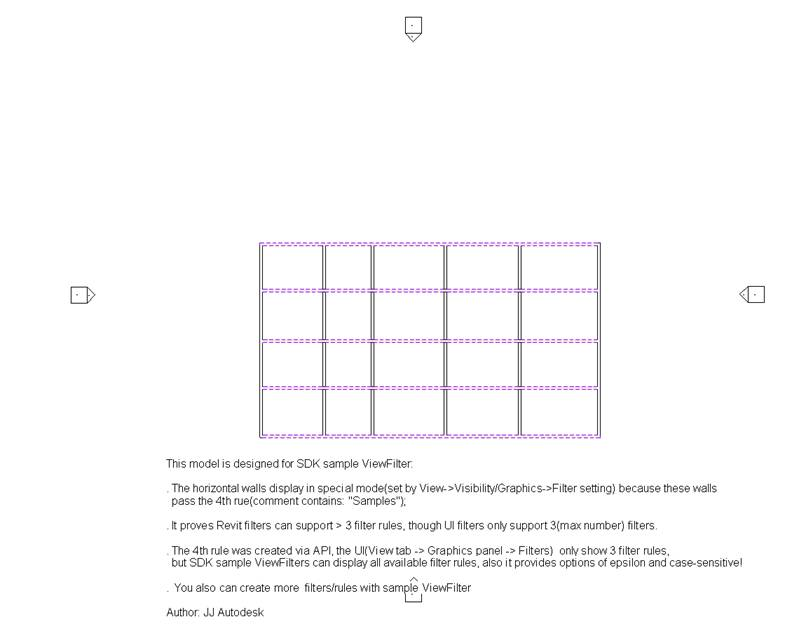 This model is designed for SDK sample ViewFilter:
. The horizontal walls display in special mode(set by View->Visibility/Graphics->Filter setting) because these walls
pass the 4th rue(comment contains: "Samples");
. It proves Revit filters can support > 3 filter rules, though UI filters only support 3(max number) filters.
. The 4th rule was created via API, the UI(View tab -> Graphics panel -> Filters)  only show 3 filter rules,
but SDK sample ViewFilters can display all available filter rules, also it provides options of epsilon and case-sensitive!
.  You also can create more  filters/rules with sample ViewFilter
Author: JJ Autodesk